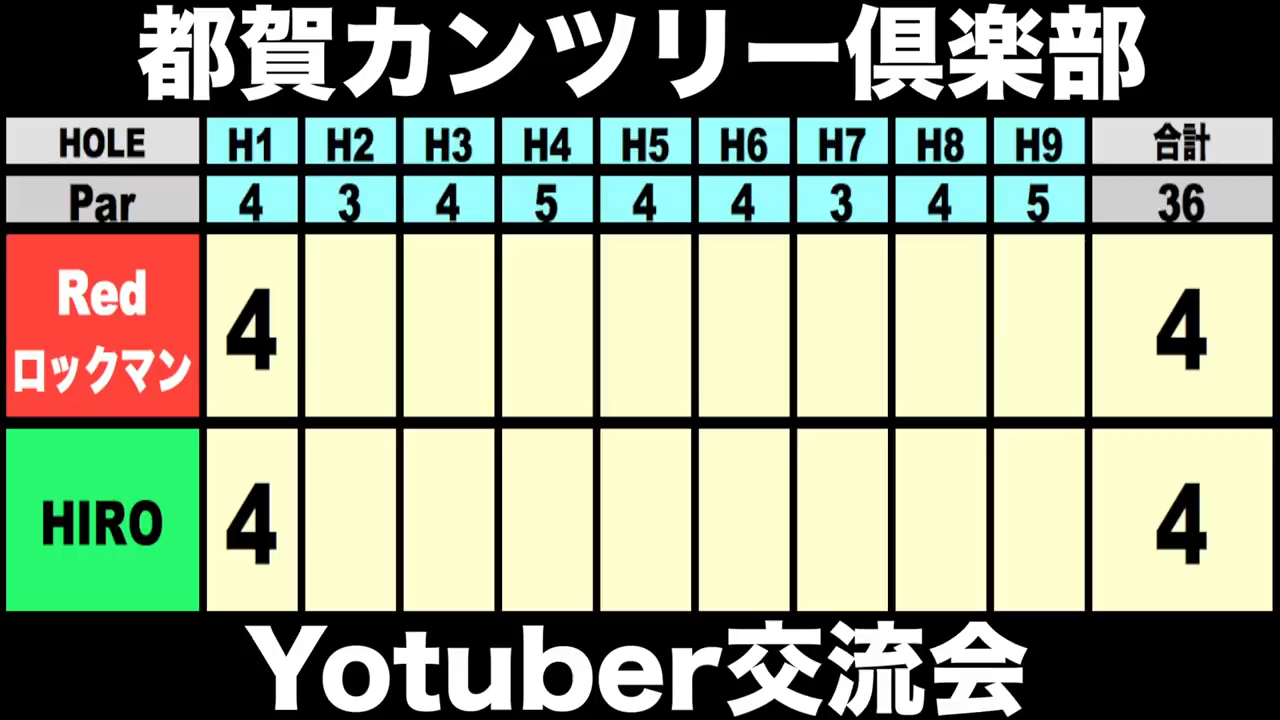 都賀カンツリー倶楽部
HOLE H1 H2 H3 H4 H5 H6 H7 H8 H9 合計
Par 4 3 4 5 4 4 3 4 5 36
Red
ロックマン 4 4
HIRO 4 4
Yotuber交流会